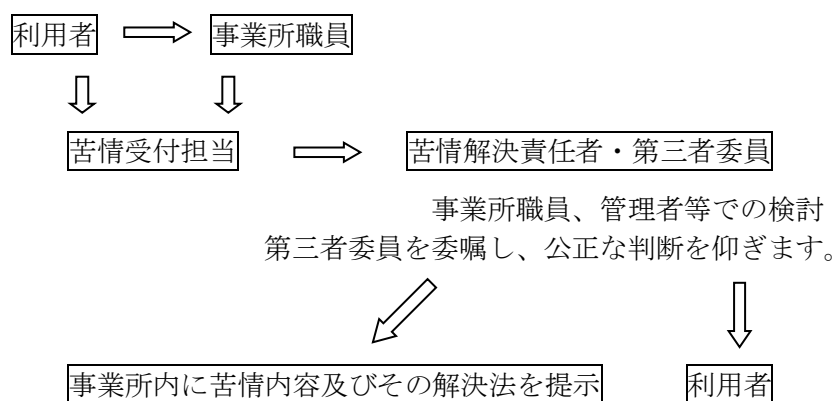 利用者 事業所職員
苦情受付担当 苦情解決責任者・第三者委員
事業所職員、管理者等での検討
第三者委員を委嘱し、公正な判断を仰ぎます。
事業所内に苦情内容及びその解決法を提示 利用者